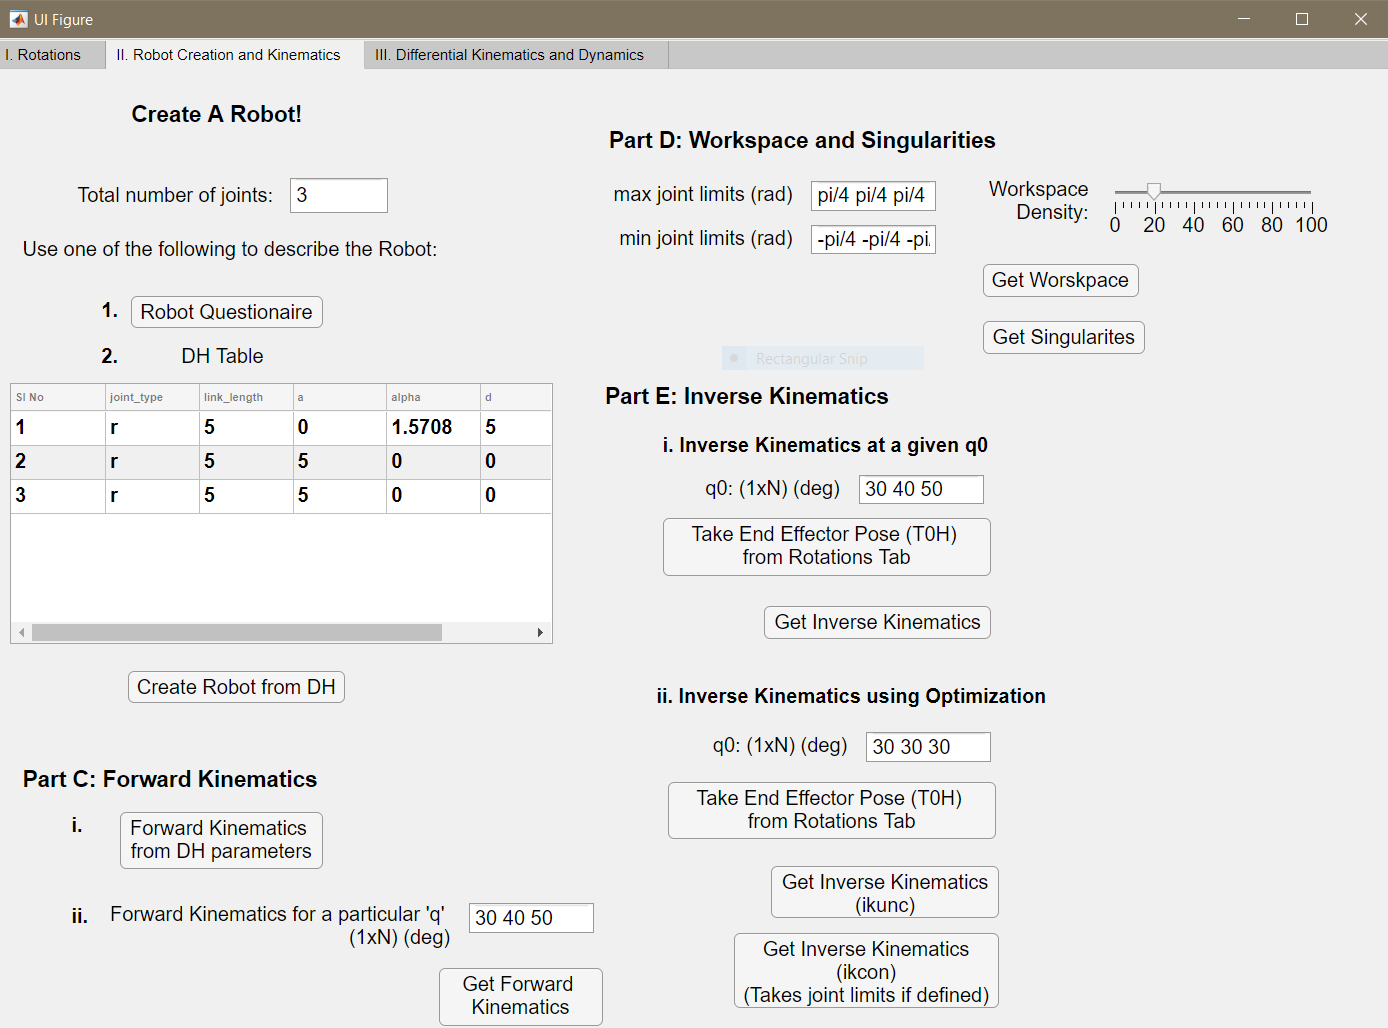 UI Figure
I. Rotations
II. Robot Creation and Kinematics
III. Differential Kinematics and Dynamics
Create A Robot!
Total number of joints: 3
Use one of the following to describe the Robot:
1. Robot Questionaire
2. DH Table
Sl No joint_type link_length a alpha d
1 r 5 0 1.5708 5
2 r 5 5 0 0
3 r 5 5 0 0
Create Robot from DH
Part C: Forward Kinematics
i. Forward Kinematics
from DH parameters
ii. Forward Kinematics for a particular 'q'
(1xN) (deg)
30 40 50
Get Forward
Kinematics
Part D: Workspace and Singularities
max joint limits (rad) pi/4 pi/4 pi/4
min joint limits (rad) -pi/4 -pi/4 -pi
Workspace
Density:
0 20 40 60 80 100
Get Worskpace
Get Singularites
Rectangular Snip
Part E: Inverse Kinematics
i. Inverse Kinematics at a given q0
q0: (1xN) (deg) 30 40 50
Take End Effector Pose (T0H)
from Rotations Tab
Get Inverse Kinematics
ii. Inverse Kinematics using Optimization
q0: (1xN) (deg) 30 30 30
Take End Effector Pose (T0H)
from Rotations Tab
Get Inverse Kinematics
(ikunc)
Get Inverse Kinematics
(ikcon)
(Takes joint limits if defined)